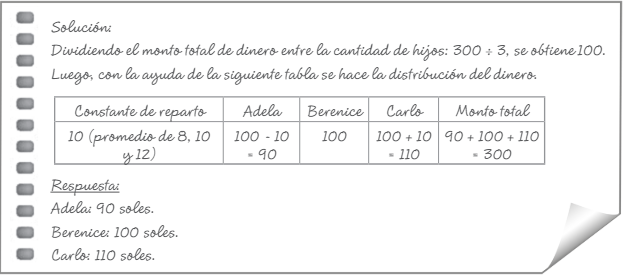 Solución:
Dividiendo el monto total de dinero entre la cantidad de hijos: 300 ÷ 3, se obtiene 100.
Luego, con la ayuda de la siguiente tabla se hace la distribución del dinero.
Constante de reparto Adela Berenice Carlo Monto total
10 (promedio de 8, 10 100 - 10 100 100 + 10 90 + 100 + 110
y 12) = 90 = 110 = 300
Respuesta:
Adela: 90 soles.
Berenice: 100 soles.
Carlo: 110 soles.